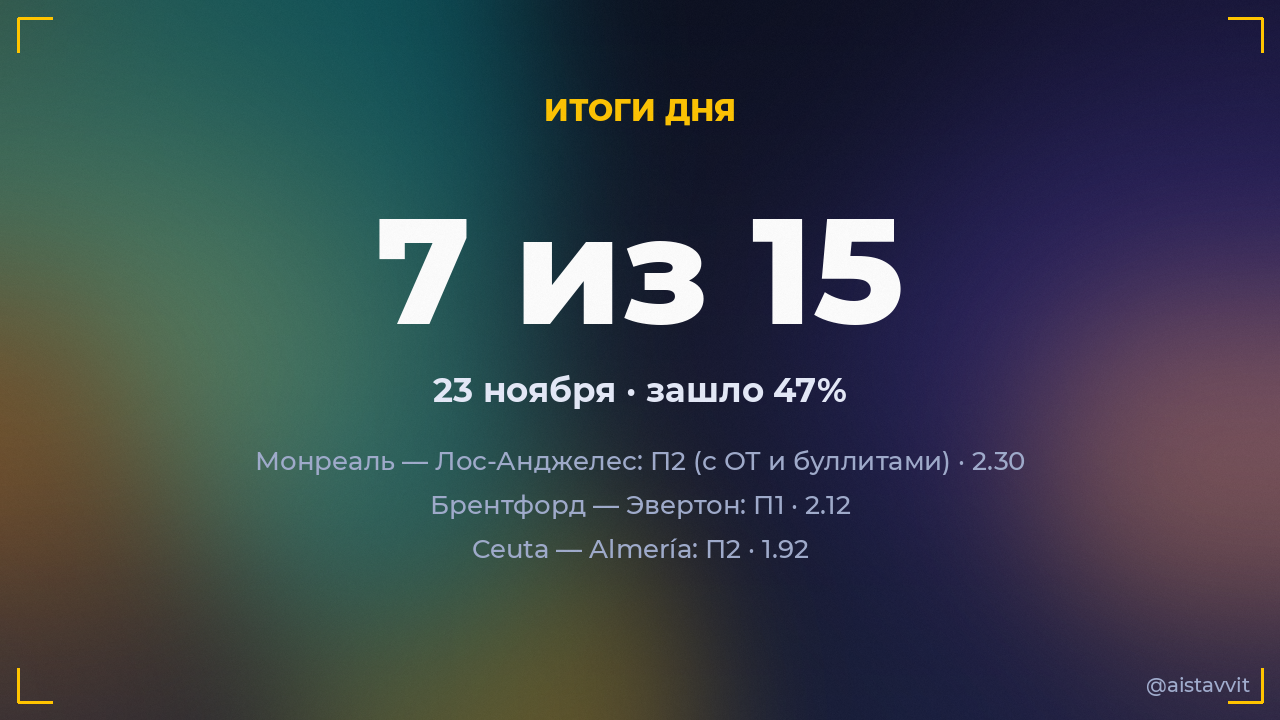 ИТОГИ ДНЯ
7 из 15
23 ноября · зашло 47%
Монреаль — Лос-Анджелес: П2 (с ОТ и буллитами) · 2.30
Брентфорд — Эвертон: П1 · 2.12
Ceuta — Almería: П2 · 1.92
@aistavvit